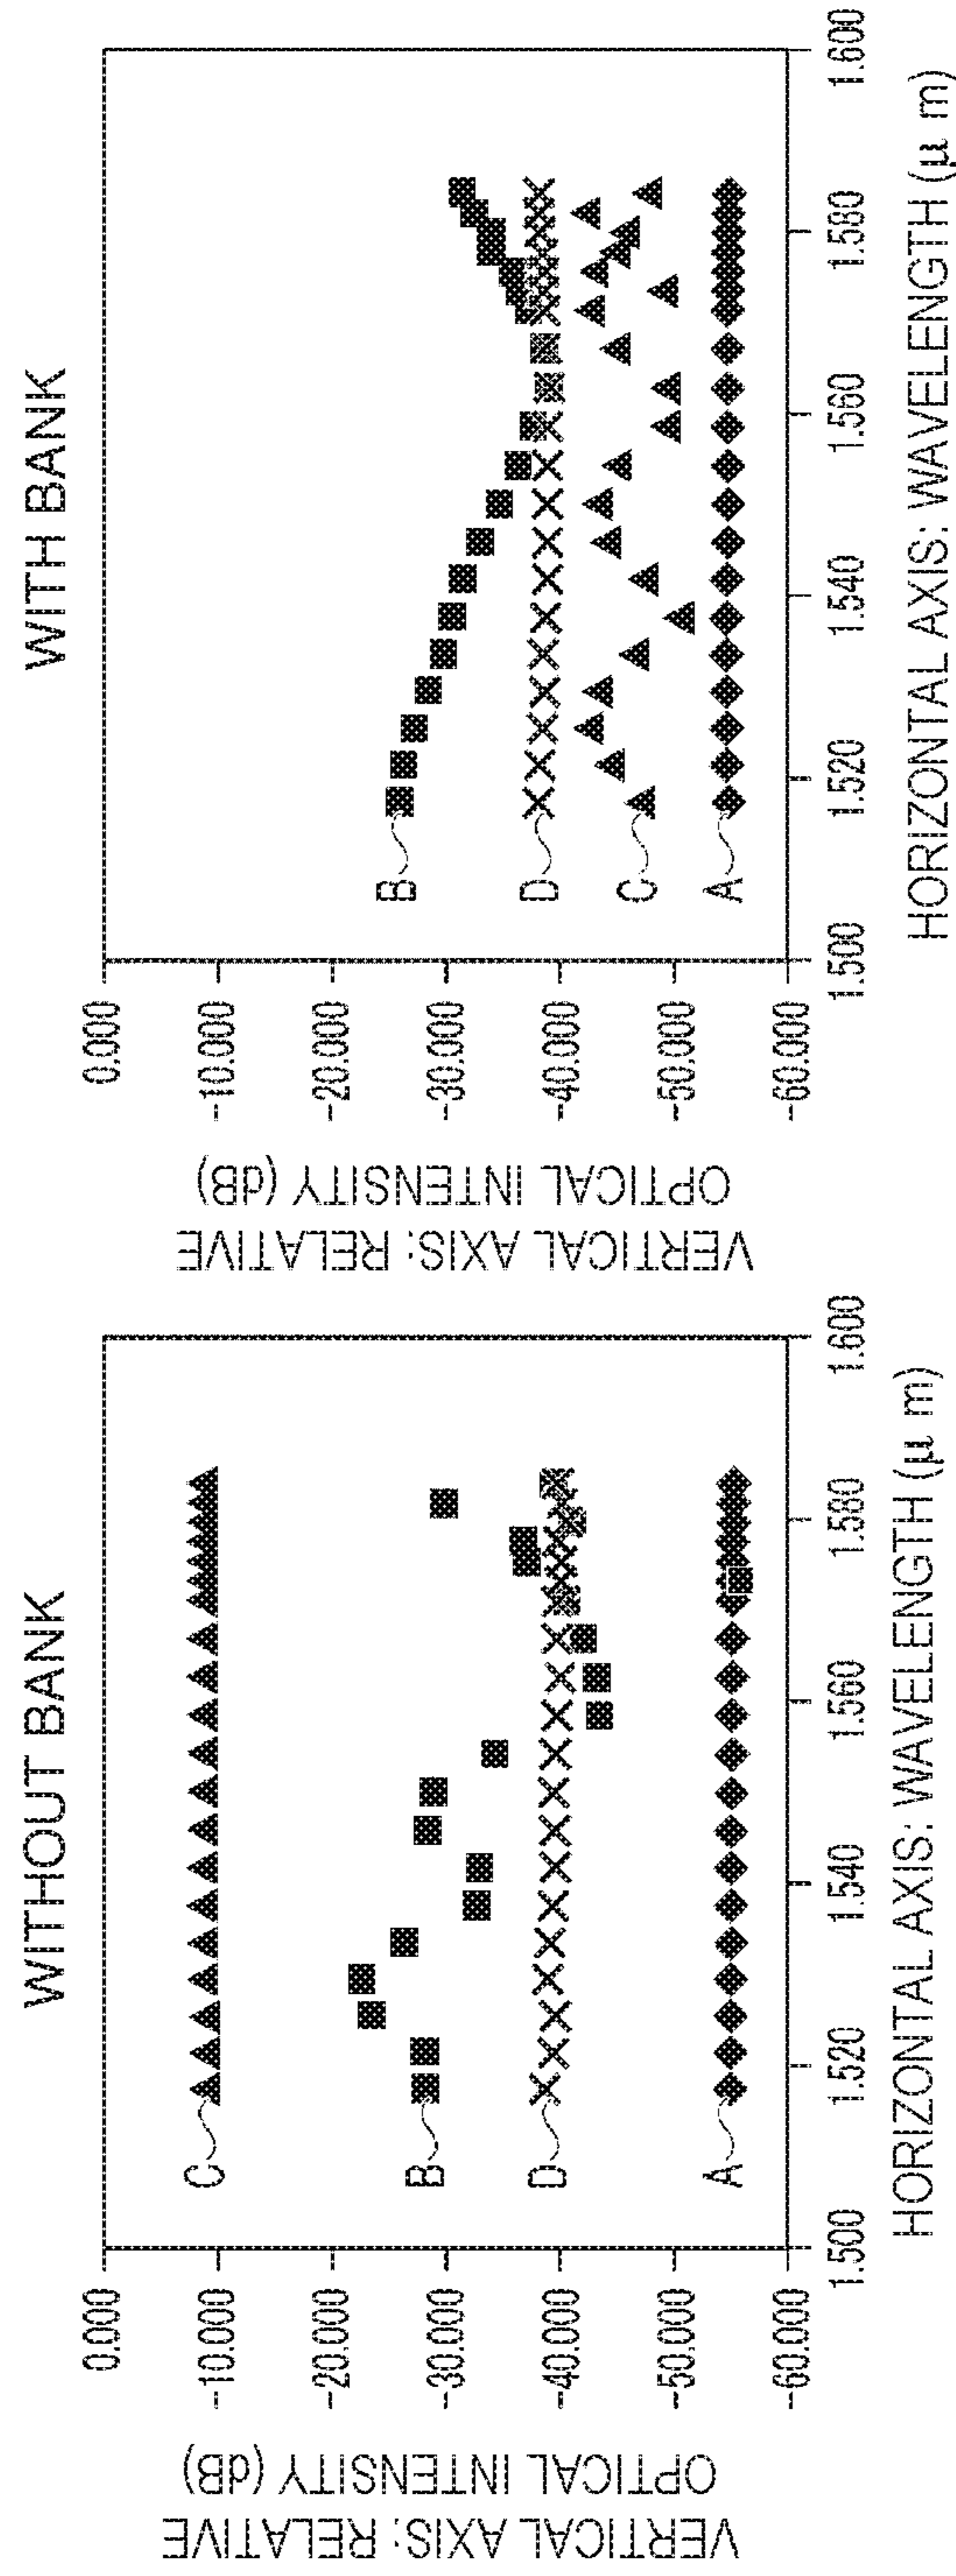 WITHOUT BANK
VERTICAL AXIS: RELATIVE
OPTICAL INTENSITY (dB)
0.000
-10.000
-20.000
-30.000
-40.000
-50.000
-60.000
C
B
D
A
1.500
1.520
1.540
1.560
1.580
1.600
HORIZONTAL AXIS: WAVELENGTH (μ m)
WITH BANK
VERTICAL AXIS: RELATIVE
OPTICAL INTENSITY (dB)
0.000
-10.000
-20.000
-30.000
-40.000
-50.000
-60.000
B
D
C
A
1.500
1.520
1.540
1.560
1.580
1.600
HORIZONTAL AXIS: WAVELENGTH (μ m)